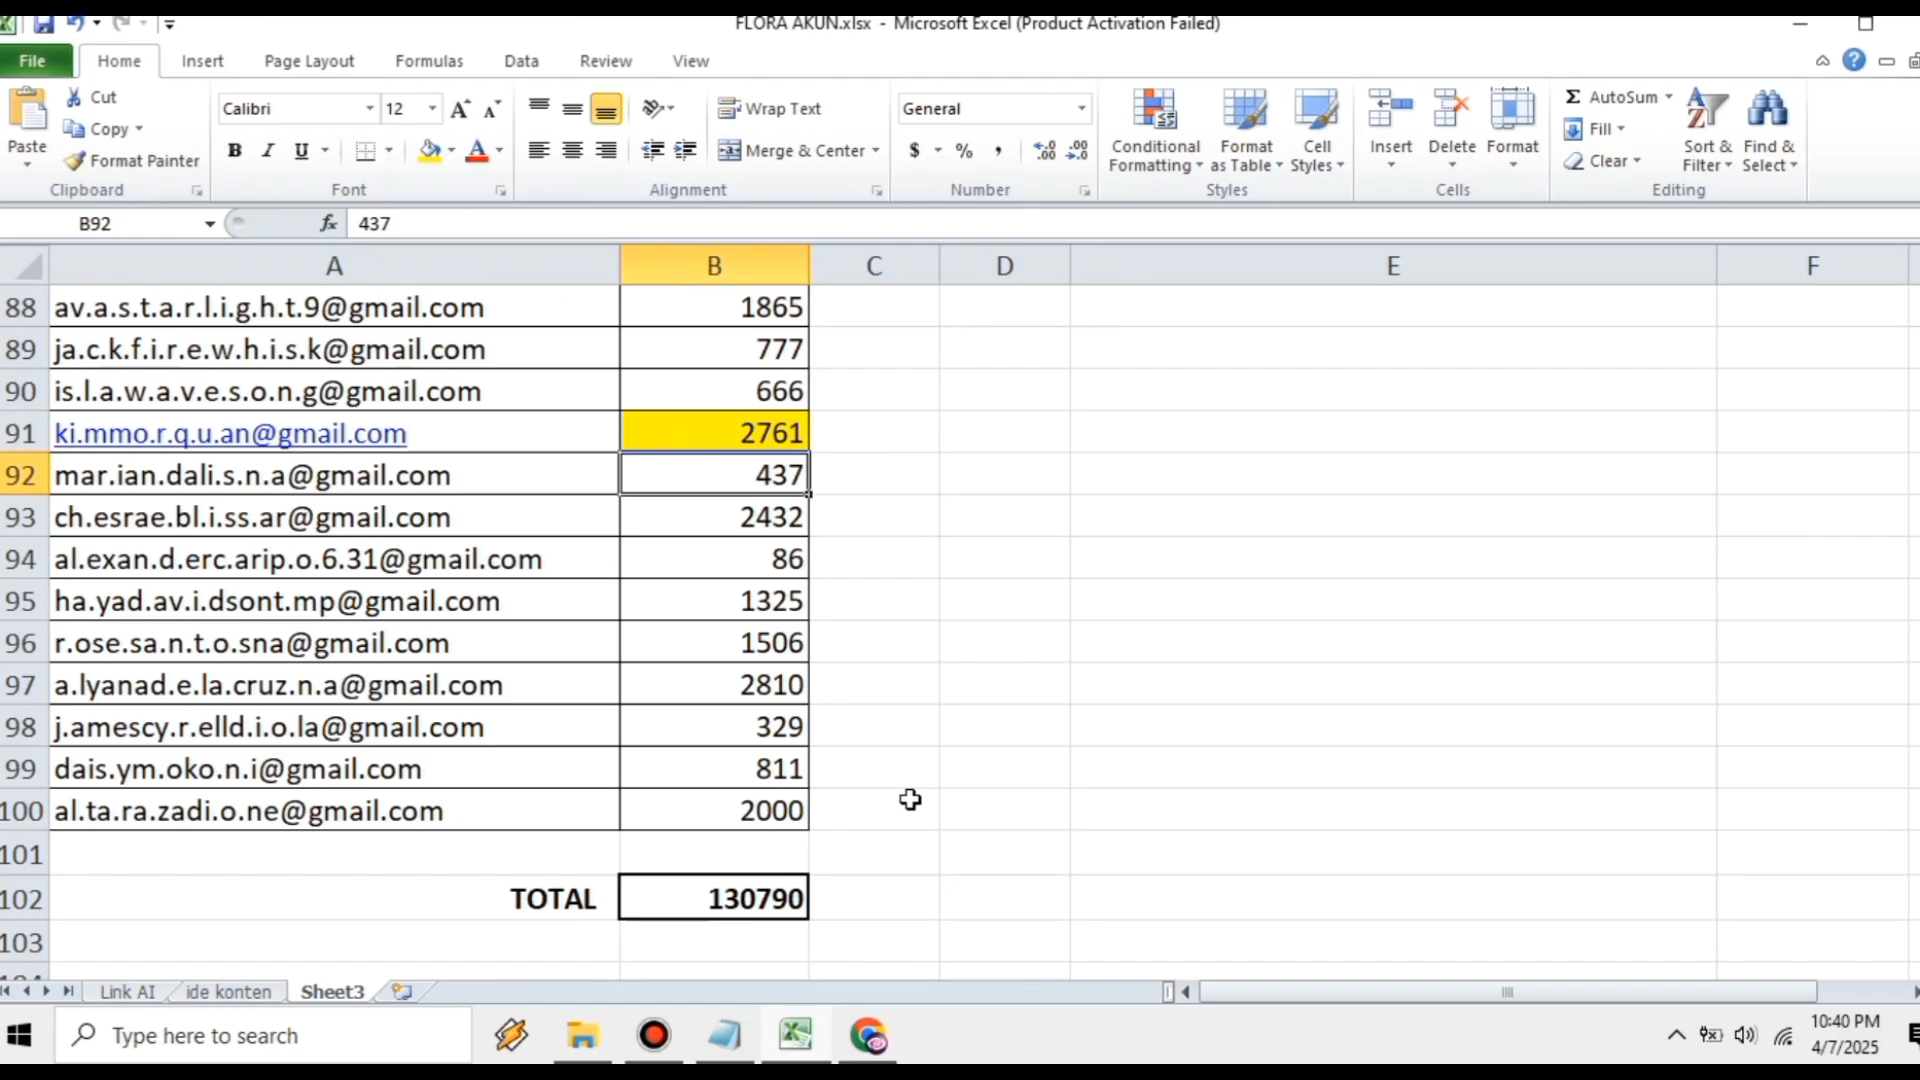 FLORA AKUN.xlsx - Microsoft Excel (Product Activation Failed)
File Home Insert Page Layout Formulas Data Review View
Paste
Cut
Copy
Format Painter
Clipboard
Calibri 12
B I U
Font
Wrap Text
Merge & Center
Alignment
General
$ % ,
Number
Conditional Formatting
Format as Table
Cell Styles
Styles
Insert Delete Format
Cells
Σ AutoSum
Fill
Clear
Sort & Filter
Find & Select
Editing
B92 fx 437
A B C D E F
88 av.a.s.t.a.r.l.i.g.h.t.9@gmail.com 1865
89 ja.c.k.f.i.r.e.w.h.i.s.k@gmail.com 777
90 is.l.a.w.a.v.e.s.o.n.g@gmail.com 666
91 ki.mmo.r.q.u.an@gmail.com 2761
92 mar.ian.dali.s.n.a@gmail.com 437
93 ch.esrae.bl.i.ss.ar@gmail.com 2432
94 al.exan.d.erc.arip.o.6.31@gmail.com 86
95 ha.yad.av.i.dsont.mp@gmail.com 1325
96 r.ose.sa.n.t.o.sna@gmail.com 1506
97 a.lyanad.e.la.cruz.n.a@gmail.com 2810
98 j.amescy.r.elld.i.o.la@gmail.com 329
99 dais.ym.oko.n.i@gmail.com 811
100 al.ta.ra.zadi.o.ne@gmail.com 2000
101
102 TOTAL 130790
103
Link AI ide konten Sheet3
Type here to search
10:40 PM
4/7/2025